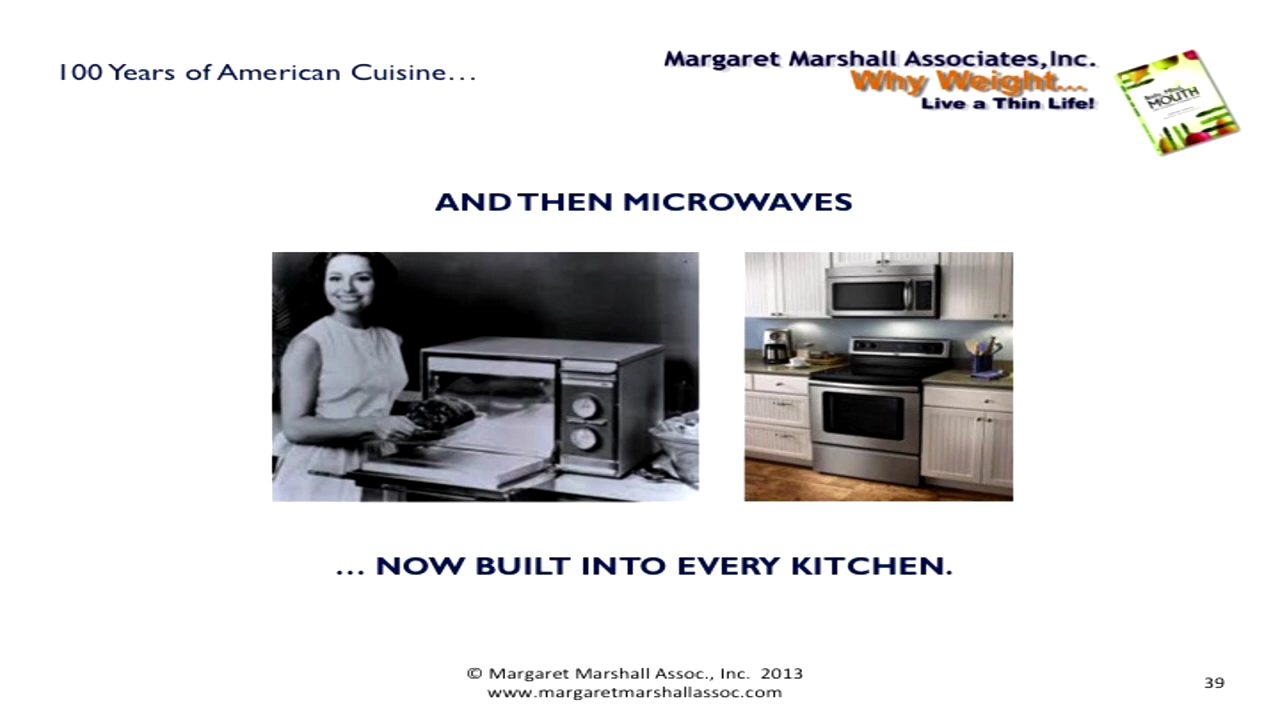 100 Years of American Cuisine…
Margaret Marshall Associates,Inc.
Why Weight....
Live a Thin Life!
MOUTH
AND THEN MICROWAVES
… NOW BUILT INTO EVERY KITCHEN.
© Margaret Marshall Assoc., Inc. 2013
www.margaretmarshallassoc.com
39